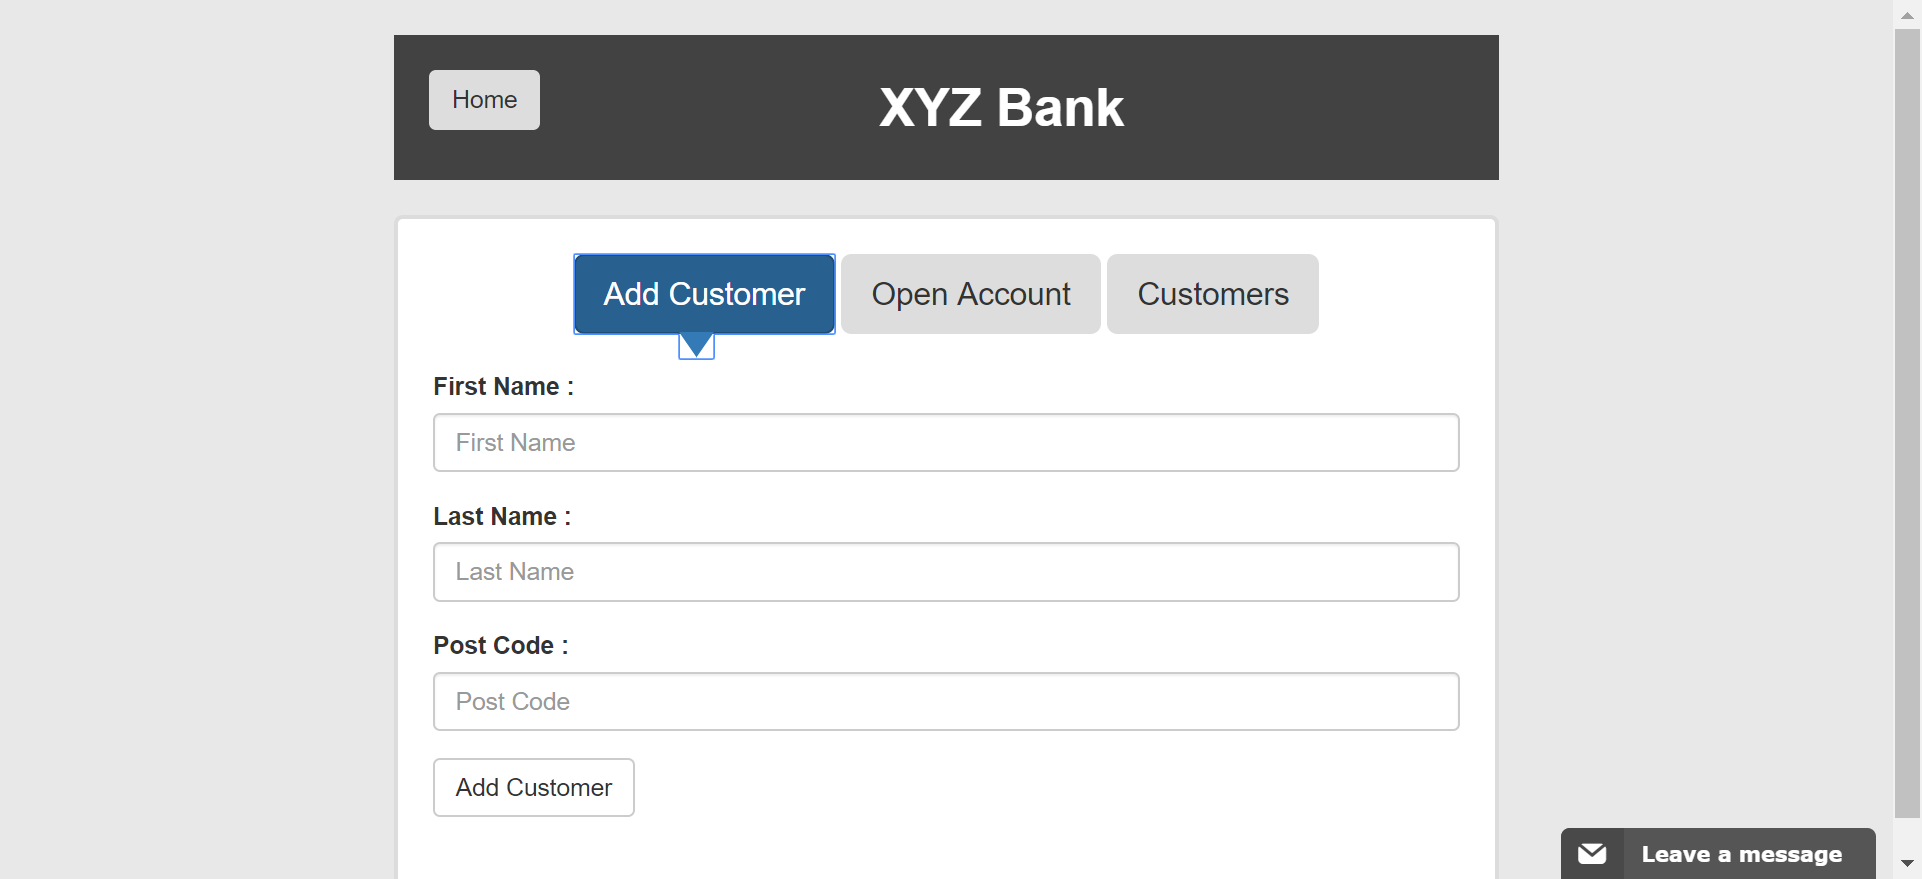 Home
XYZ Bank
Add Customer
Open Account
Customers
First Name :
First Name
Last Name :
Last Name
Post Code :
Post Code
Add Customer
Leave a message